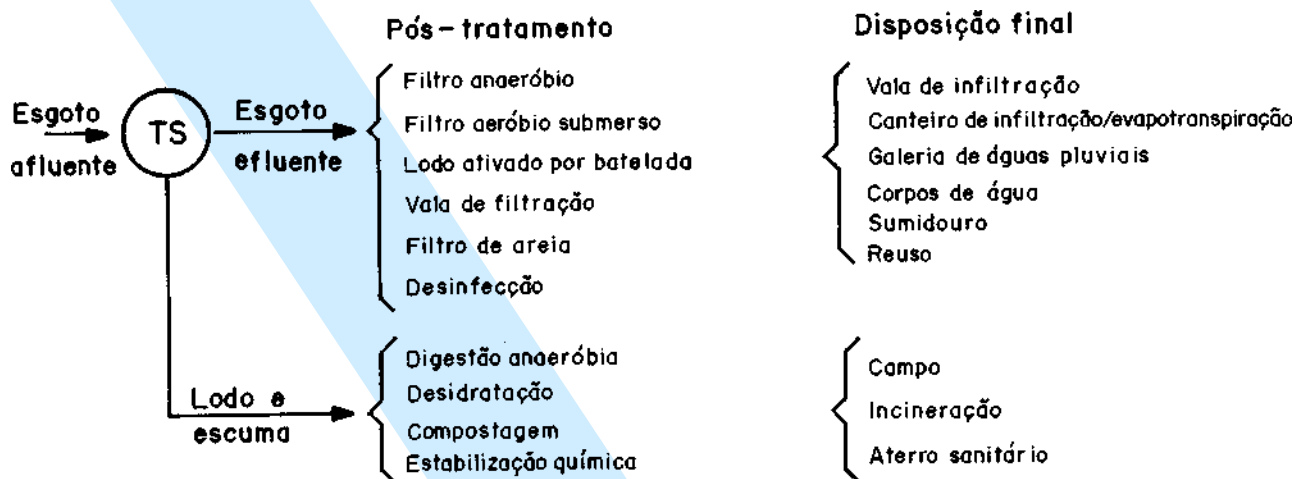 Pós-tratamento
Disposição final
Esgoto
afluente
TS
Esgoto
efluente
Filtro anaeróbio
Filtro aeróbio submerso
Lodo ativado por batelada
Vala de filtração
Filtro de areia
Desinfecção
Vala de infiltração
Canteiro de infiltração/evapotranspiração
Galeria de águas pluviais
Corpos de água
Sumidouro
Reuso
Lodo e
escuma
Digestão anaeróbia
Desidratação
Compostagem
Estabilização química
Campo
Incineração
Aterro sanitário